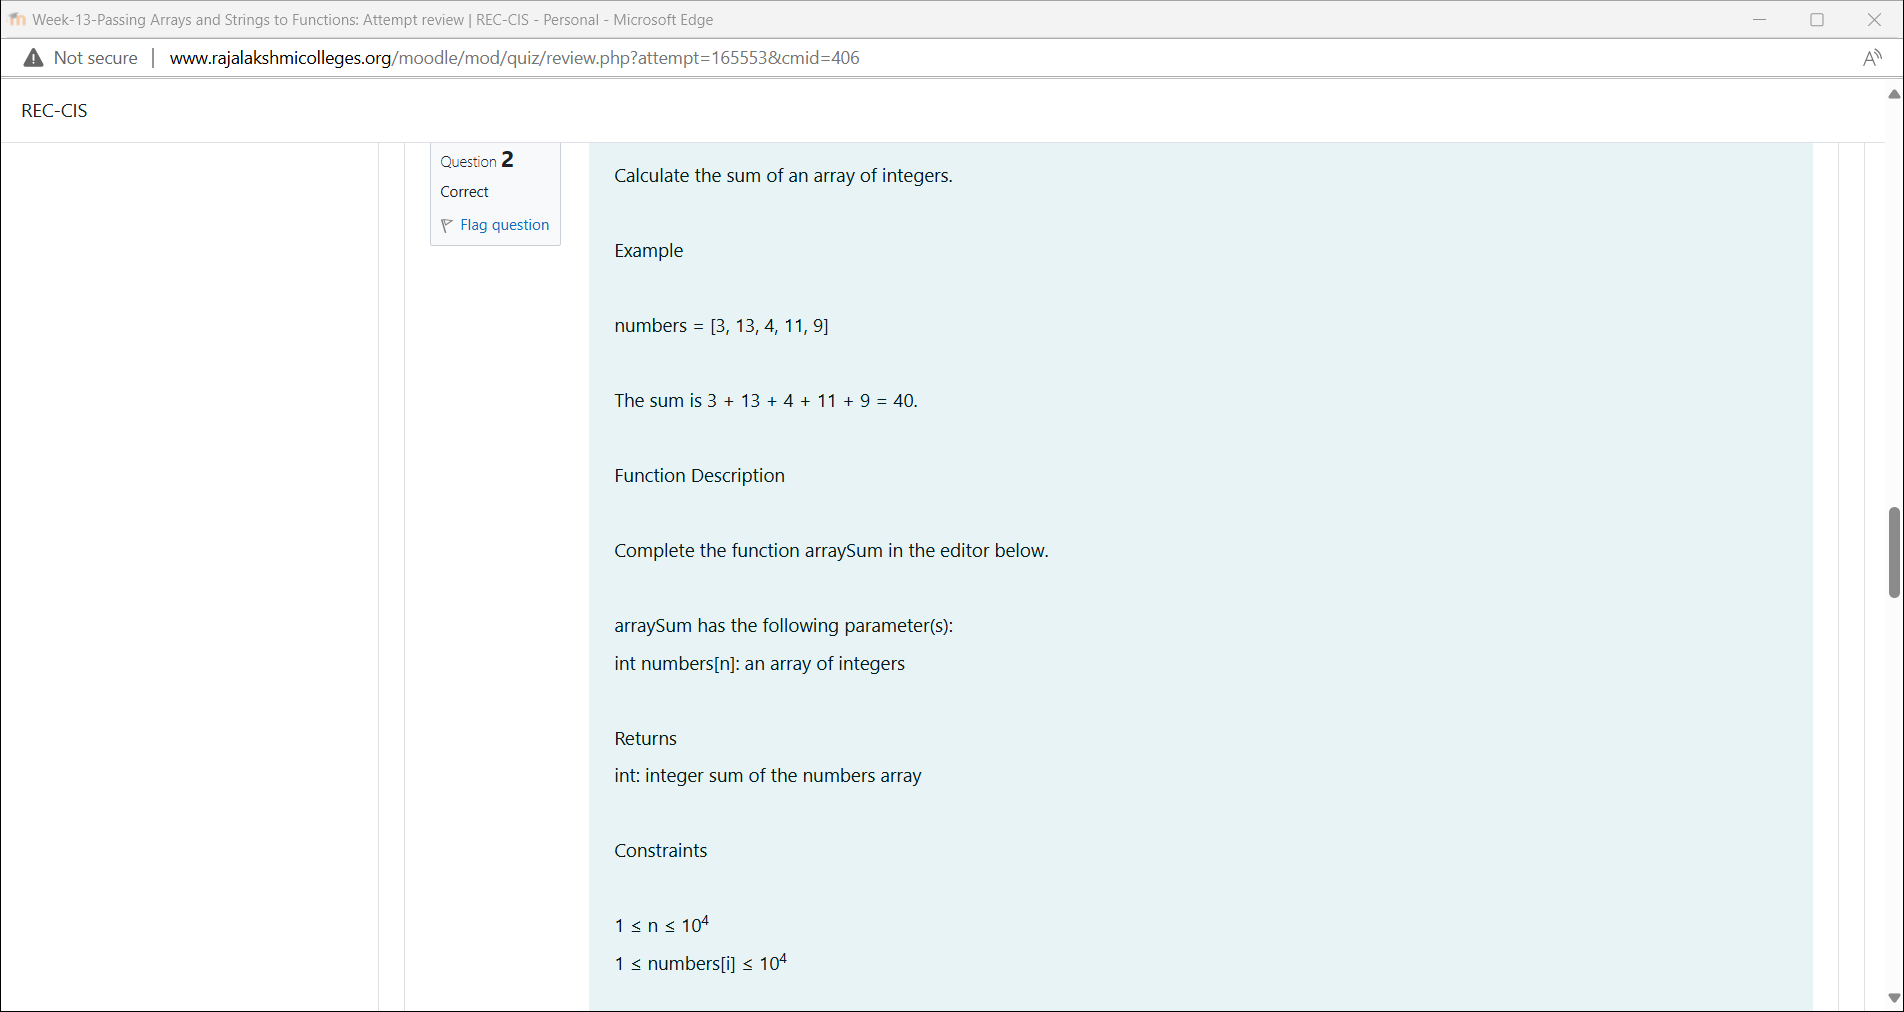 Week-13-Passing Arrays and Strings to Functions: Attempt review | REC-CIS - Personal - Microsoft Edge
Not secure | www.rajalakshmicolleges.org/moodle/mod/quiz/review.php?attempt=165553&cmid=406
REC-CIS
Question 2
Correct
Flag question
Calculate the sum of an array of integers.
Example
numbers = [3, 13, 4, 11, 9]
The sum is 3 + 13 + 4 + 11 + 9 = 40.
Function Description
Complete the function arraySum in the editor below.
arraySum has the following parameter(s):
int numbers[n]: an array of integers
Returns
int: integer sum of the numbers array
Constraints
1 ≤ n ≤ 10⁴
1 ≤ numbers[i] ≤ 10⁴